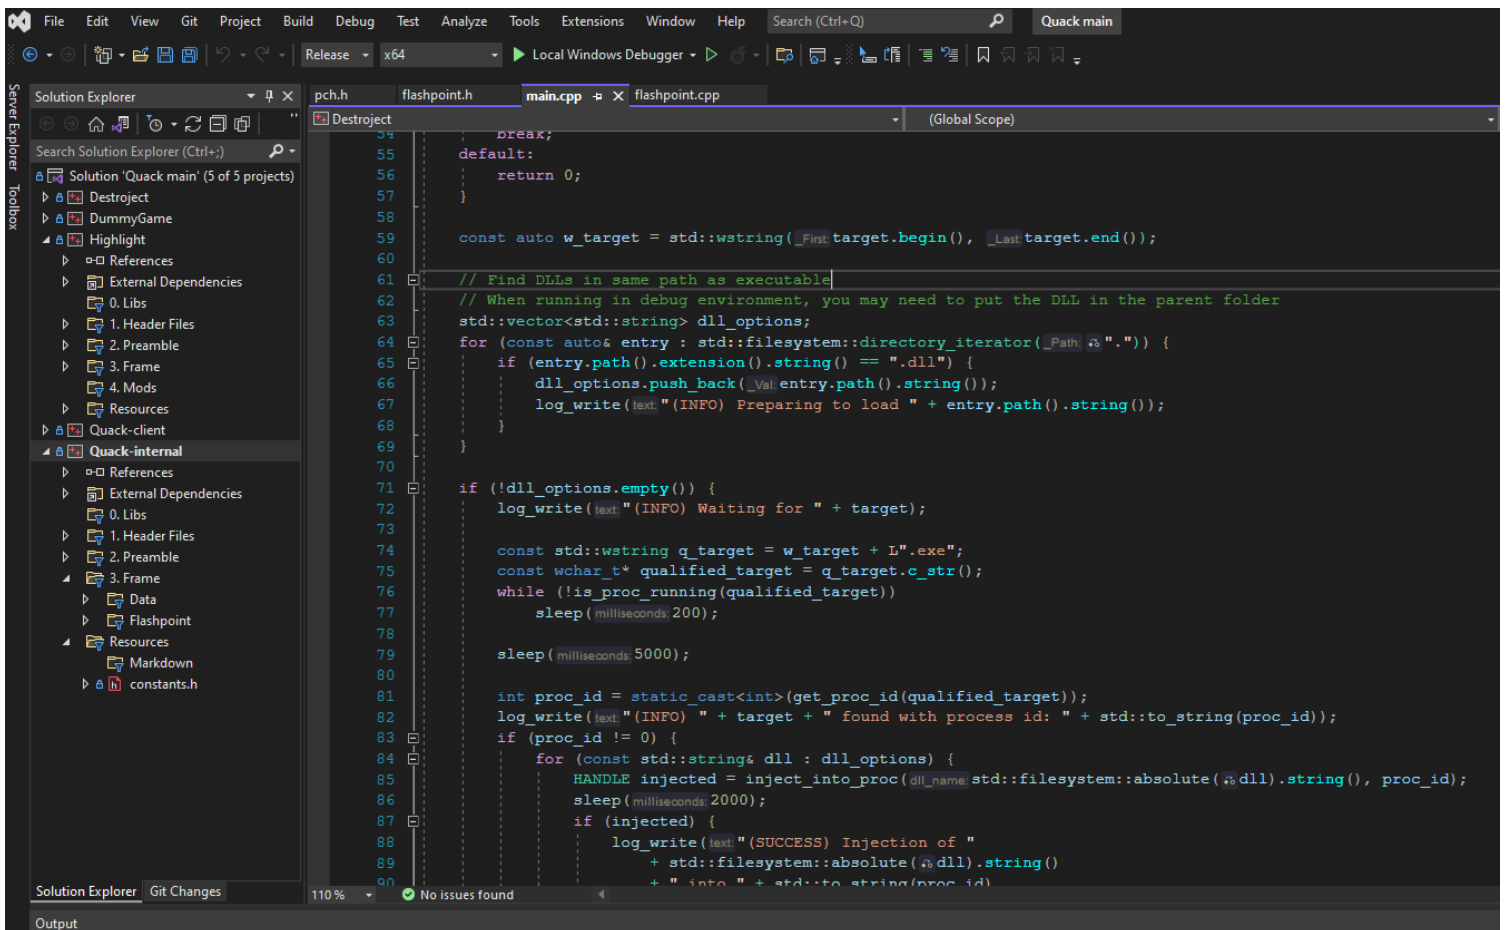 File Edit View Git Project Build Debug Test Analyze Tools Extensions Window Help Search (Ctrl+Q) Quack main
Release x64 Local Windows Debugger
Server Explorer
Toolbox
Solution Explorer
Search Solution Explorer (Ctrl+;)
Solution 'Quack main' (5 of 5 projects)
Destroject
DummyGame
Highlight
References
External Dependencies
0. Libs
1. Header Files
2. Preamble
3. Frame
4. Mods
Resources
Quack-client
Quack-internal
References
External Dependencies
0. Libs
1. Header Files
2. Preamble
3. Frame
Data
Flashpoint
Resources
Markdown
constants.h
Solution Explorer Git Changes
pch.h flashpoint.h main.cpp flashpoint.cpp
Destroject (Global Scope)
54 break;
55 default:
56 return 0;
57 }
58
59 const auto w_target = std::wstring(_First: target.begin(), _Last: target.end());
60
61 // Find DLLs in same path as executable
62 // When running in debug environment, you may need to put the DLL in the parent folder
63 std::vector<std::string> dll_options;
64 for (const auto& entry : std::filesystem::directory_iterator(_Path: ".")) {
65 if (entry.path().extension().string() == ".dll") {
66 dll_options.push_back(_Val: entry.path().string());
67 log_write(text: "(INFO) Preparing to load " + entry.path().string());
68 }
69 }
70
71 if (!dll_options.empty()) {
72 log_write(text: "(INFO) Waiting for " + target);
73
74 const std::wstring q_target = w_target + L".exe";
75 const wchar_t* qualified_target = q_target.c_str();
76 while (!is_proc_running(qualified_target))
77 sleep(milliseconds: 200);
78
79 sleep(milliseconds: 5000);
80
81 int proc_id = static_cast<int>(get_proc_id(qualified_target));
82 log_write(text: "(INFO) " + target + " found with process id: " + std::to_string(proc_id));
83 if (proc_id != 0) {
84 for (const std::string& dll : dll_options) {
85 HANDLE injected = inject_into_proc(dll_name: std::filesystem::absolute(dll).string(), proc_id);
86 sleep(milliseconds: 2000);
87 if (injected) {
88 log_write(text: "(SUCCESS) Injection of "
89 + std::filesystem::absolute(dll).string()
90 + " into " + std::to_string(proc_id)
110 % No issues found
Output